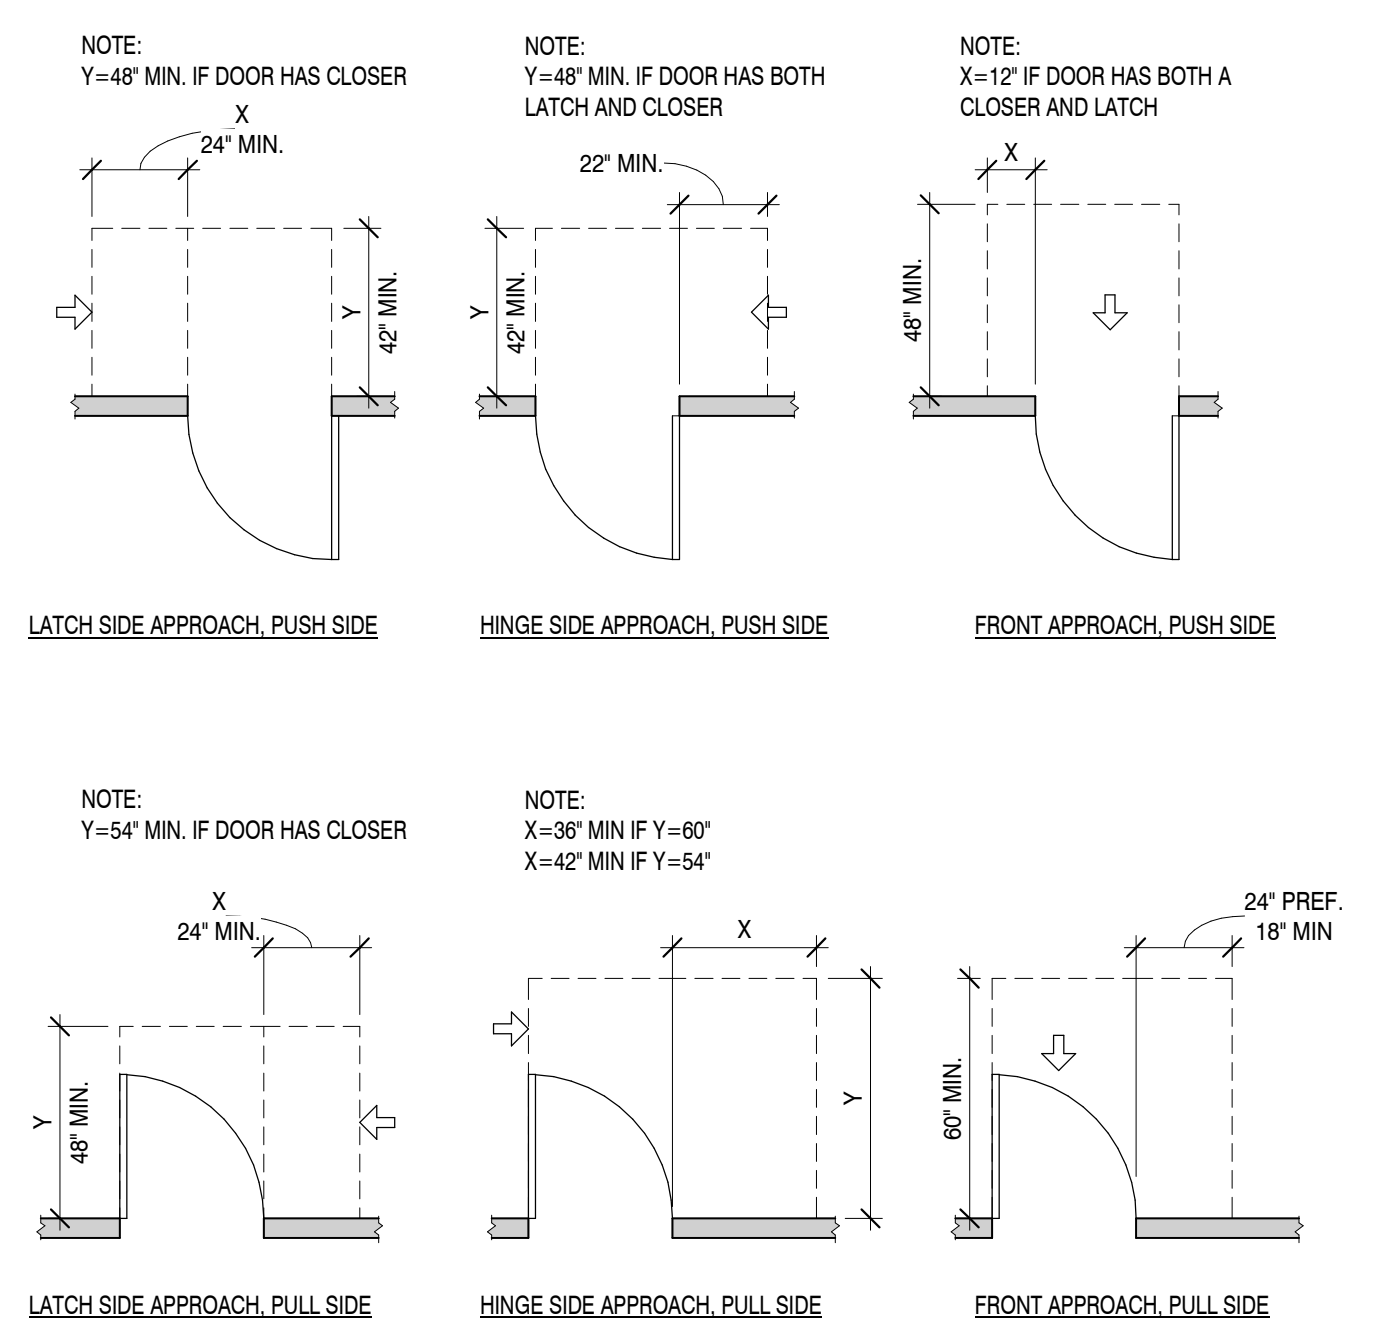 NOTE:
Y=48" MIN. IF DOOR HAS CLOSER
X
24" MIN.
Y
42" MIN.
LATCH SIDE APPROACH, PUSH SIDE
NOTE:
Y=48" MIN. IF DOOR HAS BOTH
LATCH AND CLOSER
22" MIN.
Y
42" MIN.
HINGE SIDE APPROACH, PUSH SIDE
NOTE:
X=12" IF DOOR HAS BOTH A
CLOSER AND LATCH
X
48" MIN.
FRONT APPROACH, PUSH SIDE
NOTE:
Y=54" MIN. IF DOOR HAS CLOSER
X
24" MIN.
Y
48" MIN.
LATCH SIDE APPROACH, PULL SIDE
NOTE:
X=36" MIN IF Y=60"
X=42" MIN IF Y=54"
X
Y
HINGE SIDE APPROACH, PULL SIDE
24" PREF.
18" MIN
60" MIN.
FRONT APPROACH, PULL SIDE